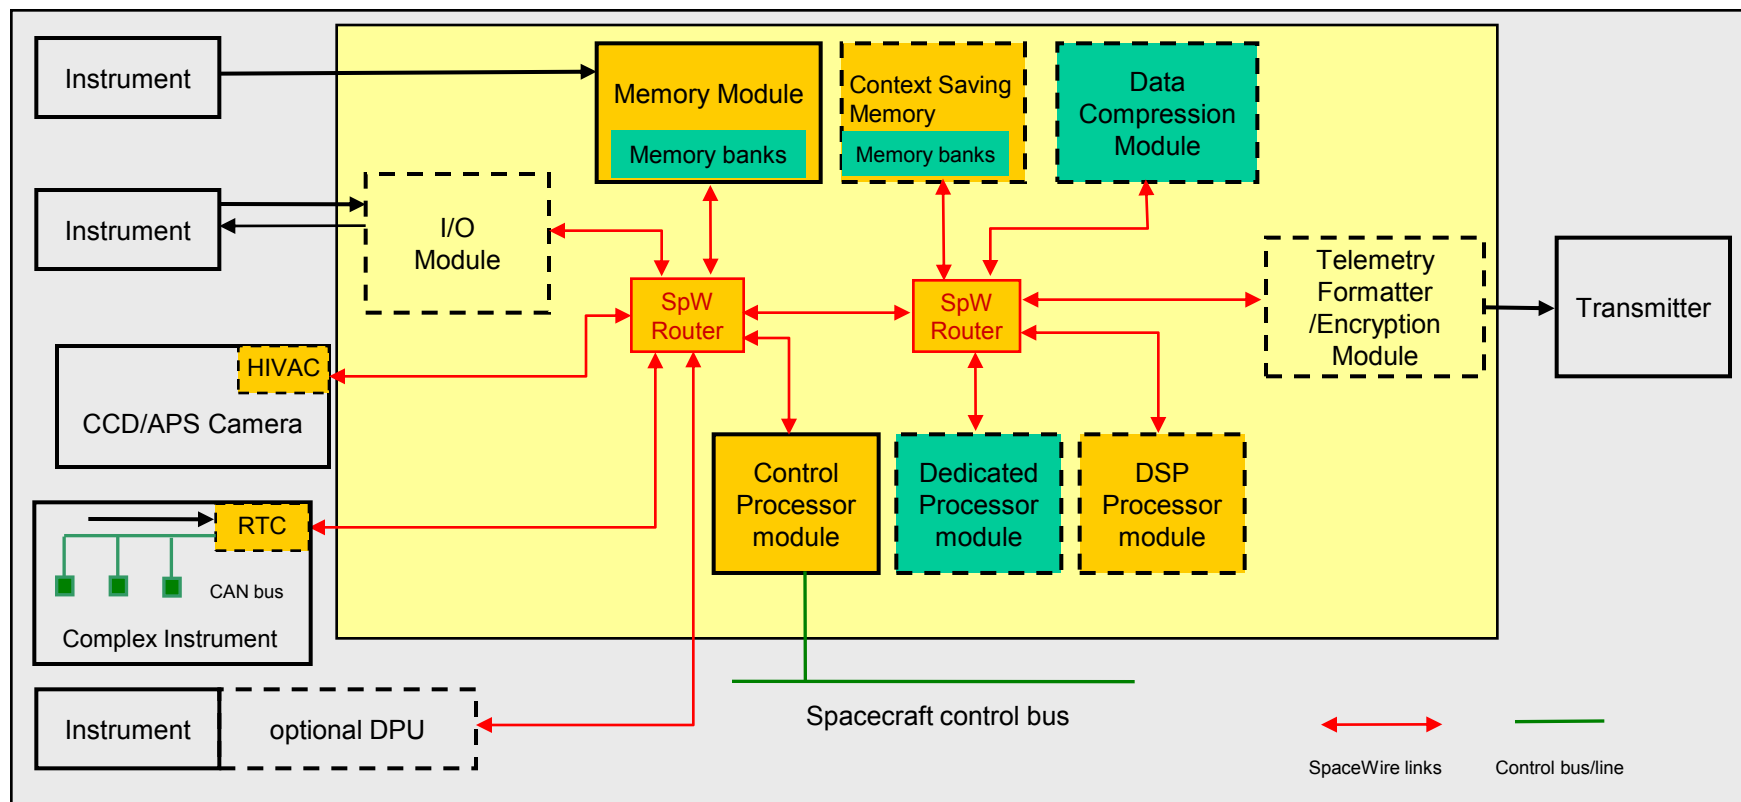 Instrument
Memory Module
Memory banks
Context Saving
Memory
Memory banks
Data
Compression
Module
Instrument
I/O
Module
SpW
Router
SpW
Router
Telemetry
Formatter
/Encryption
Module
Transmitter
HIVAC
CCD/APS Camera
Control
Processor
module
Dedicated
Processor
module
DSP
Processor
module
RTC
CAN bus
Complex Instrument
Instrument
optional DPU
Spacecraft control bus
SpaceWire links
Control bus/line